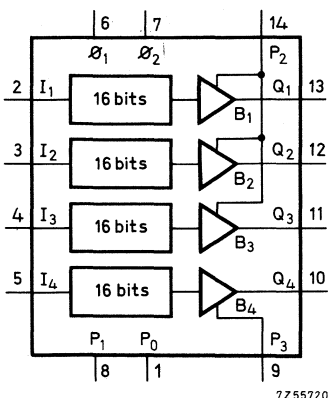 6 7 14
Ø1 Ø2 P2
2 I1 16 bits B1 Q1 13
3 I2 16 bits B2 Q2 12
4 I3 16 bits B3 Q3 11
5 I4 16 bits B4 Q4 10
P1 P0 P3
8 1 9
7Z55720